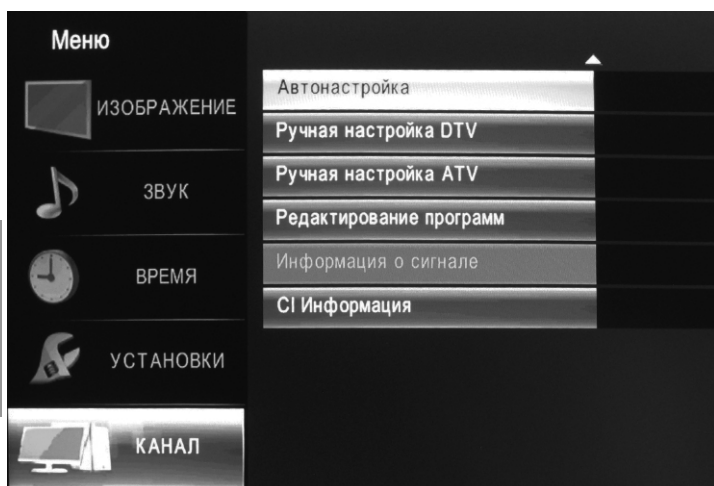 Меню
ИЗОБРАЖЕНИЕ
ЗВУК
ВРЕМЯ
УСТАНОВКИ
КАНАЛ
Автонастройка
Ручная настройка DTV
Ручная настройка ATV
Редактирование программ
Информация о сигнале
CI Информация